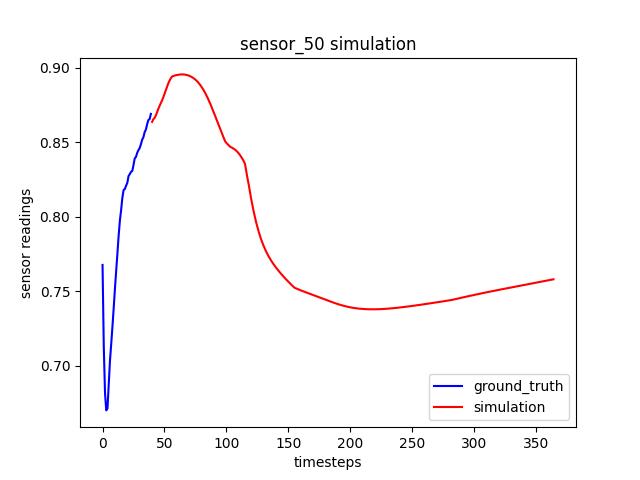 sensor_50 simulation
0.90
0.85
0.80
0.75
0.70
sensor readings
0 50 100 150 200 250 300 350
timesteps
ground_truth
simulation